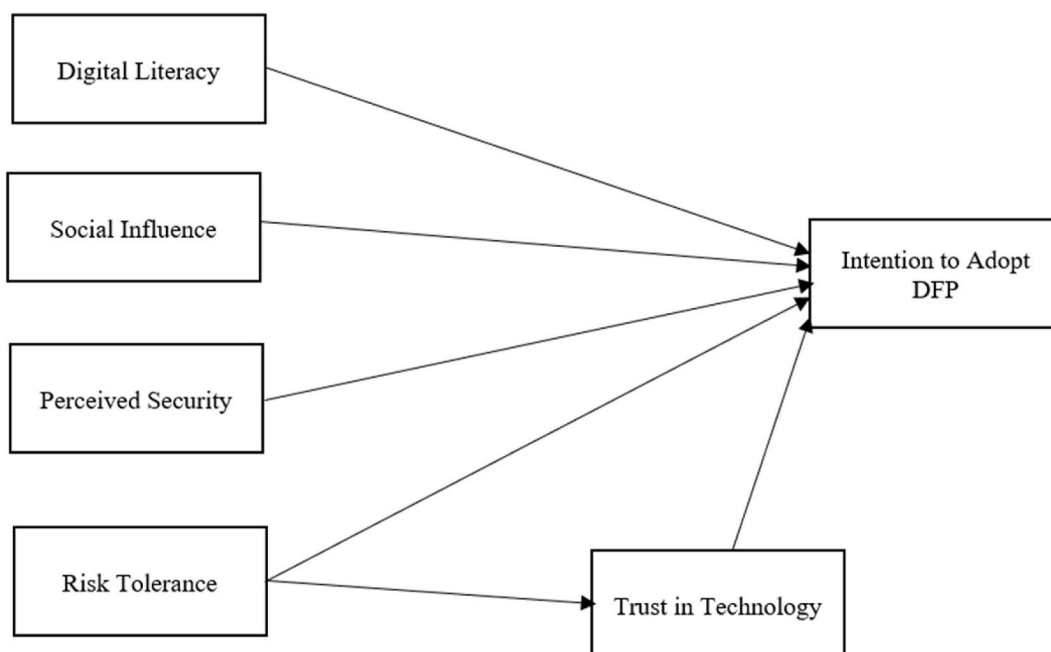 Digital Literacy
Social Influence
Intention to Adopt
DFP
Perceived Security
Risk Tolerance
Trust in Technology